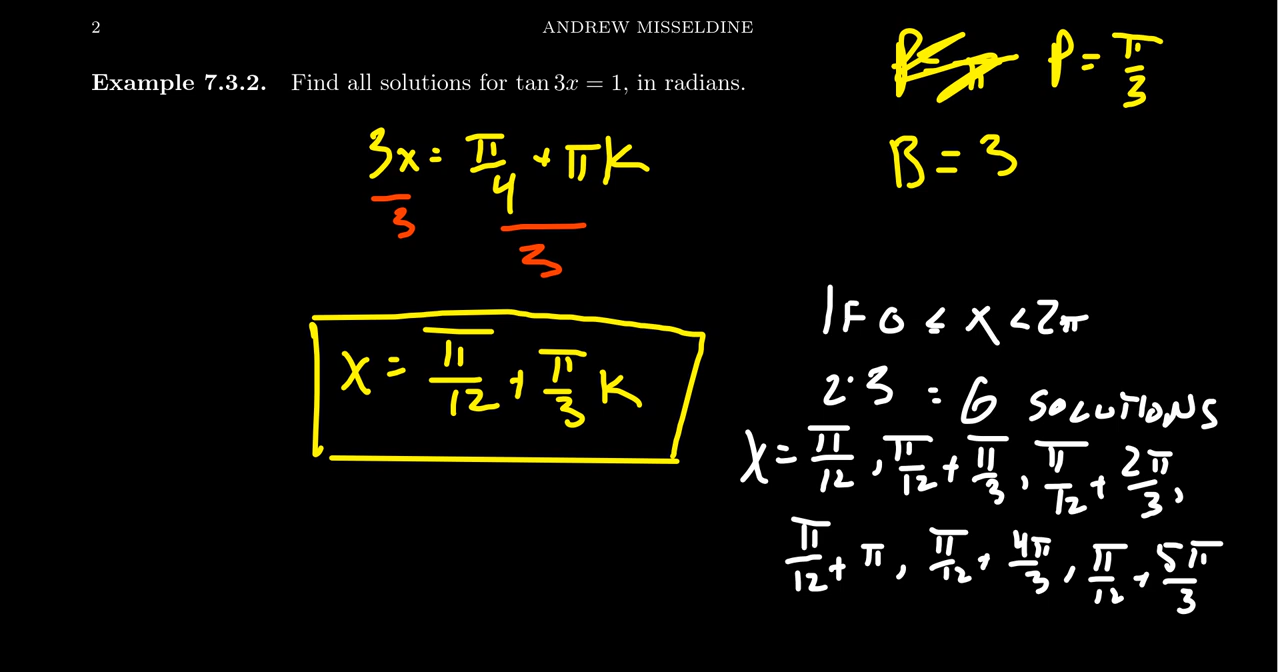 2 ANDREW MISSELDINE
Example 7.3.2. Find all solutions for tan 3x = 1, in radians.
P = π/3
B = 3
3x = π/4 + πK
3 3
x = π/12 + π/3 K
IF 0 ≤ x < 2π
2·3 = 6 SOLUTIONS
X = π/12, π/12 + π/3, π/12 + 2π/3,
π/12 + π, π/12 + 4π/3, π/12 + 5π/3